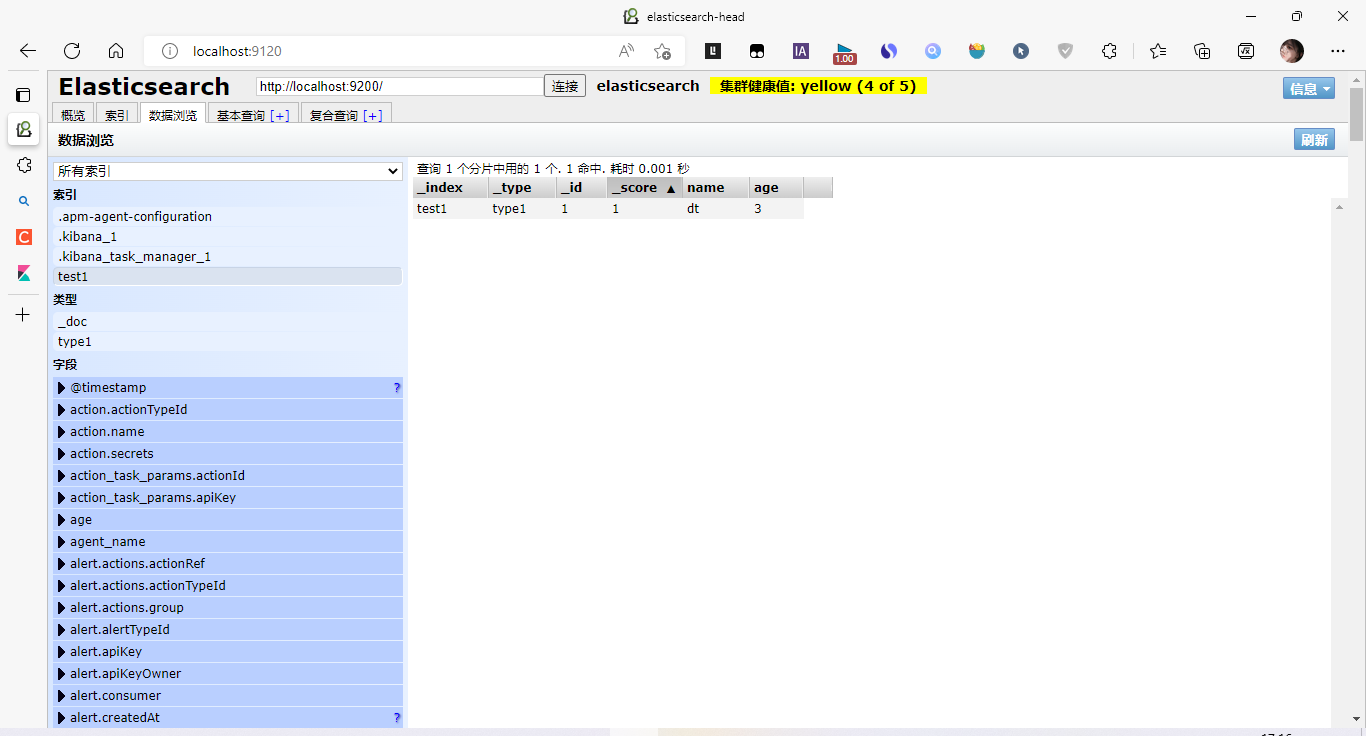 elasticsearch-head
localhost:9120
1.00
Elasticsearch
http://localhost:9200/
连接
elasticsearch
集群健康值: yellow (4 of 5)
信息
概览 索引 数据浏览 基本查询 [+] 复合查询 [+]
数据浏览
刷新
所有索引
索引
.apm-agent-configuration
.kibana_1
.kibana_task_manager_1
test1
类型
_doc
type1
字段
@timestamp ?
action.actionTypeId
action.name
action.secrets
action_task_params.actionId
action_task_params.apiKey
age
agent_name
alert.actions.actionRef
alert.actions.actionTypeId
alert.actions.group
alert.alertTypeId
alert.apiKey
alert.apiKeyOwner
alert.consumer
alert.createdAt ?
查询 1 个分片中用的 1 个. 1 命中. 耗时 0.001 秒
_index _type _id _score ▲ name age
test1 type1 1 1 dt 3